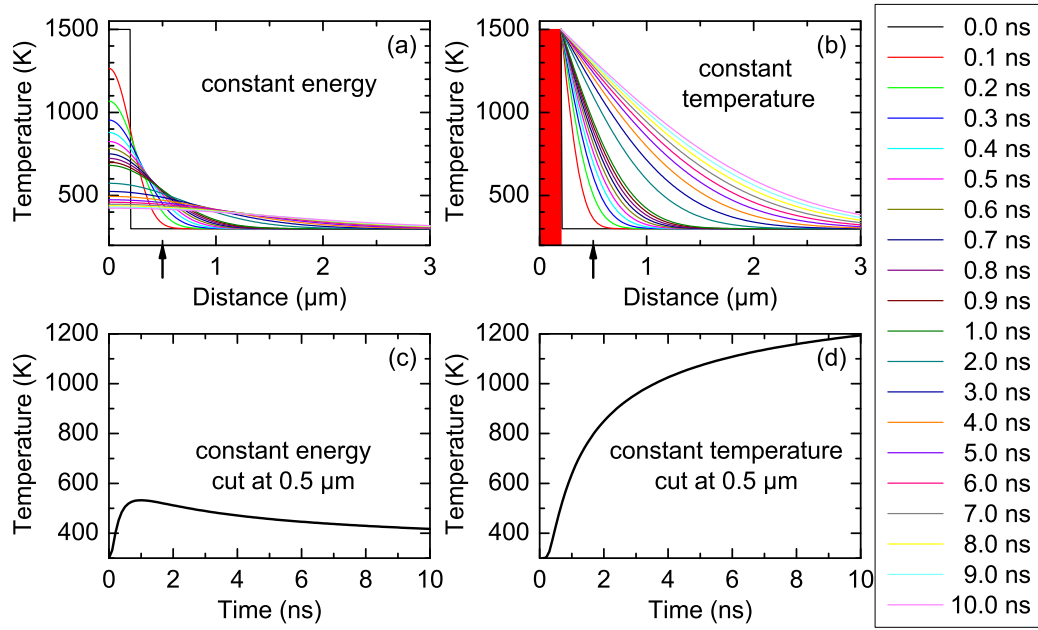 (a)
constant energy
Temperature (K)
1500
1000
500
0
1
2
3
Distance (µm)
(b)
constant
temperature
Temperature (K)
1500
1000
500
0
1
2
3
Distance (µm)
(c)
constant energy
cut at 0.5 µm
Temperature (K)
1200
1000
800
600
400
0
2
4
6
8
10
Time (ns)
(d)
constant temperature
cut at 0.5 µm
Temperature (K)
1200
1000
800
600
400
0
2
4
6
8
10
Time (ns)
0.0 ns
0.1 ns
0.2 ns
0.3 ns
0.4 ns
0.5 ns
0.6 ns
0.7 ns
0.8 ns
0.9 ns
1.0 ns
2.0 ns
3.0 ns
4.0 ns
5.0 ns
6.0 ns
7.0 ns
8.0 ns
9.0 ns
10.0 ns